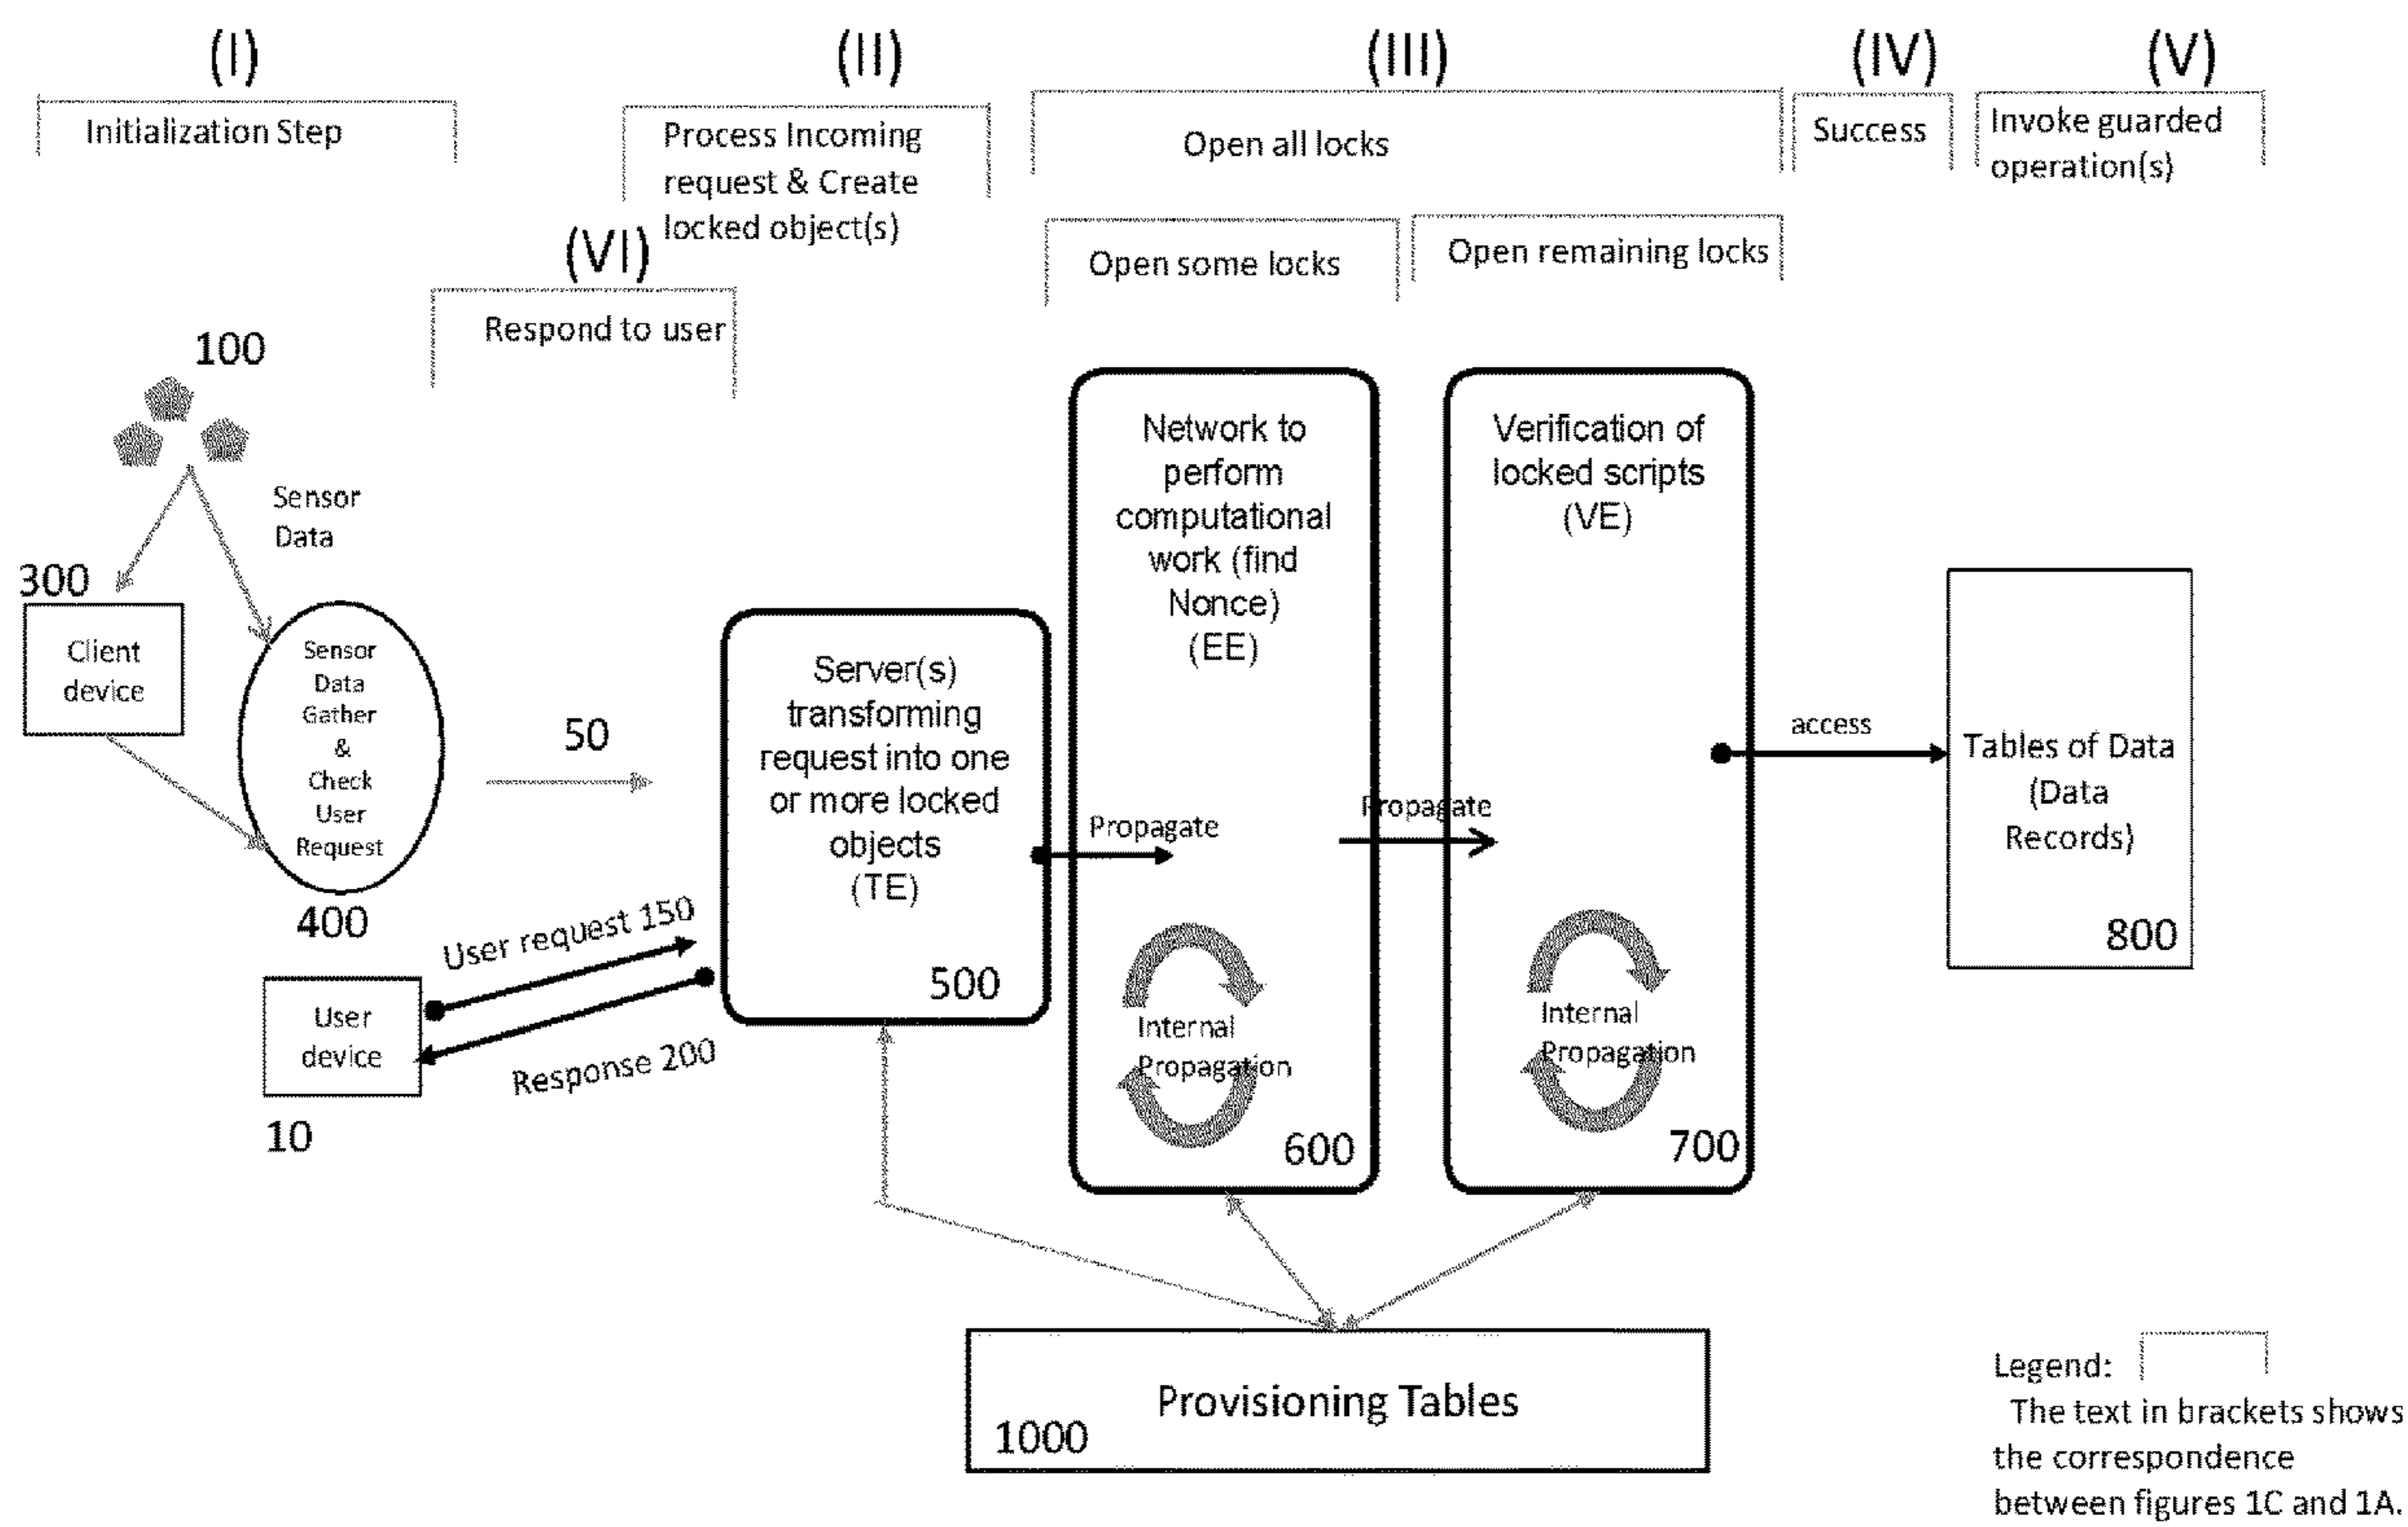 (I)
(II)
(III)
(IV)
(V)
Initialization Step
Process Incoming
request & Create
locked object(s)
Open all locks
Success
Invoke guarded
operation(s)
(VI)
Respond to user
Open some locks
Open remaining locks
100
Sensor
Data
300
Client
device
Sensor
Data
Gather
&
Check
User
Request
400
50
User request 150
Response 200
User
device
10
Server(s)
transforming
request into one
or more locked
objects
(TE)
500
Propagate
Network to
perform
computational
work (find
Nonce)
(EE)
Internal
Propagation
600
Propagate
Verification of
locked scripts
(VE)
Internal
Propagation
700
access
Tables of Data
(Data
Records)
800
Provisioning Tables
1000
Legend:
The text in brackets shows
the correspondence
between figures 1C and 1A.